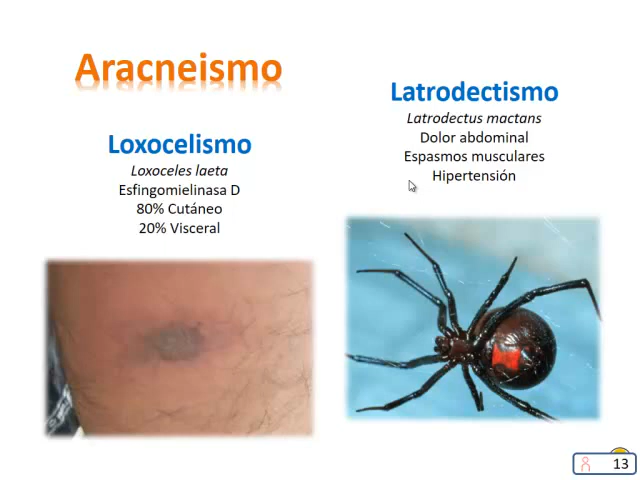 Aracneismo
Loxocelismo
Loxoceles laeta
Esfingomielinasa D
80% Cutáneo
20% Visceral
Latrodectismo
Latrodectus mactans
Dolor abdominal
Espasmos musculares
Hipertensión
13